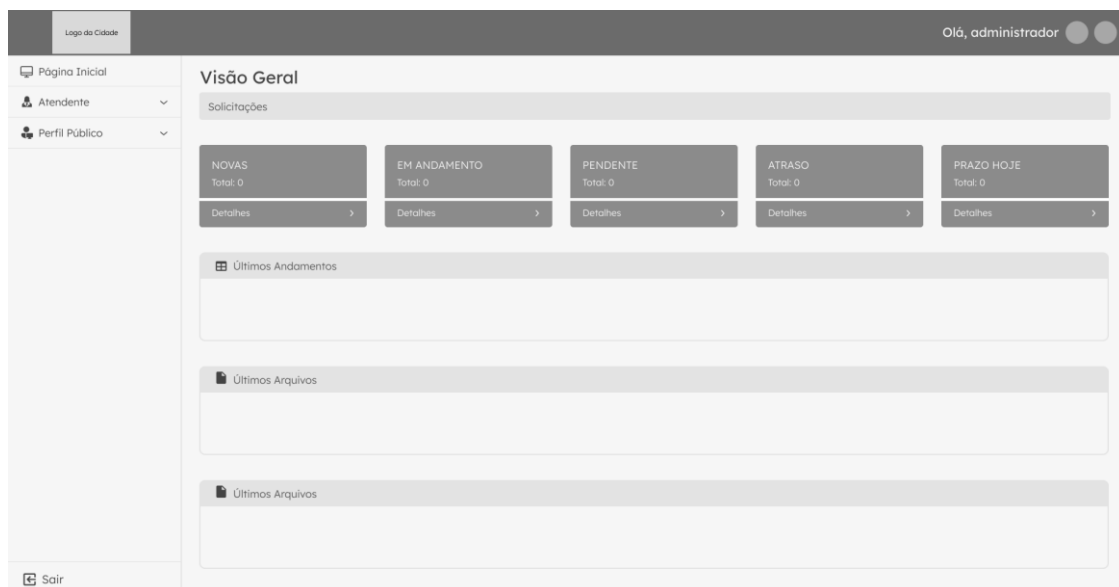 Logo da Cidade
Olá, administrador
Página Inicial
Atendente
Perfil Público
Sair
Visão Geral
Solicitações
NOVAS
Total: 0
Detalhes
EM ANDAMENTO
Total: 0
Detalhes
PENDENTE
Total: 0
Detalhes
ATRASO
Total: 0
Detalhes
PRAZO HOJE
Total: 0
Detalhes
Últimos Andamentos
Últimos Arquivos
Últimos Arquivos